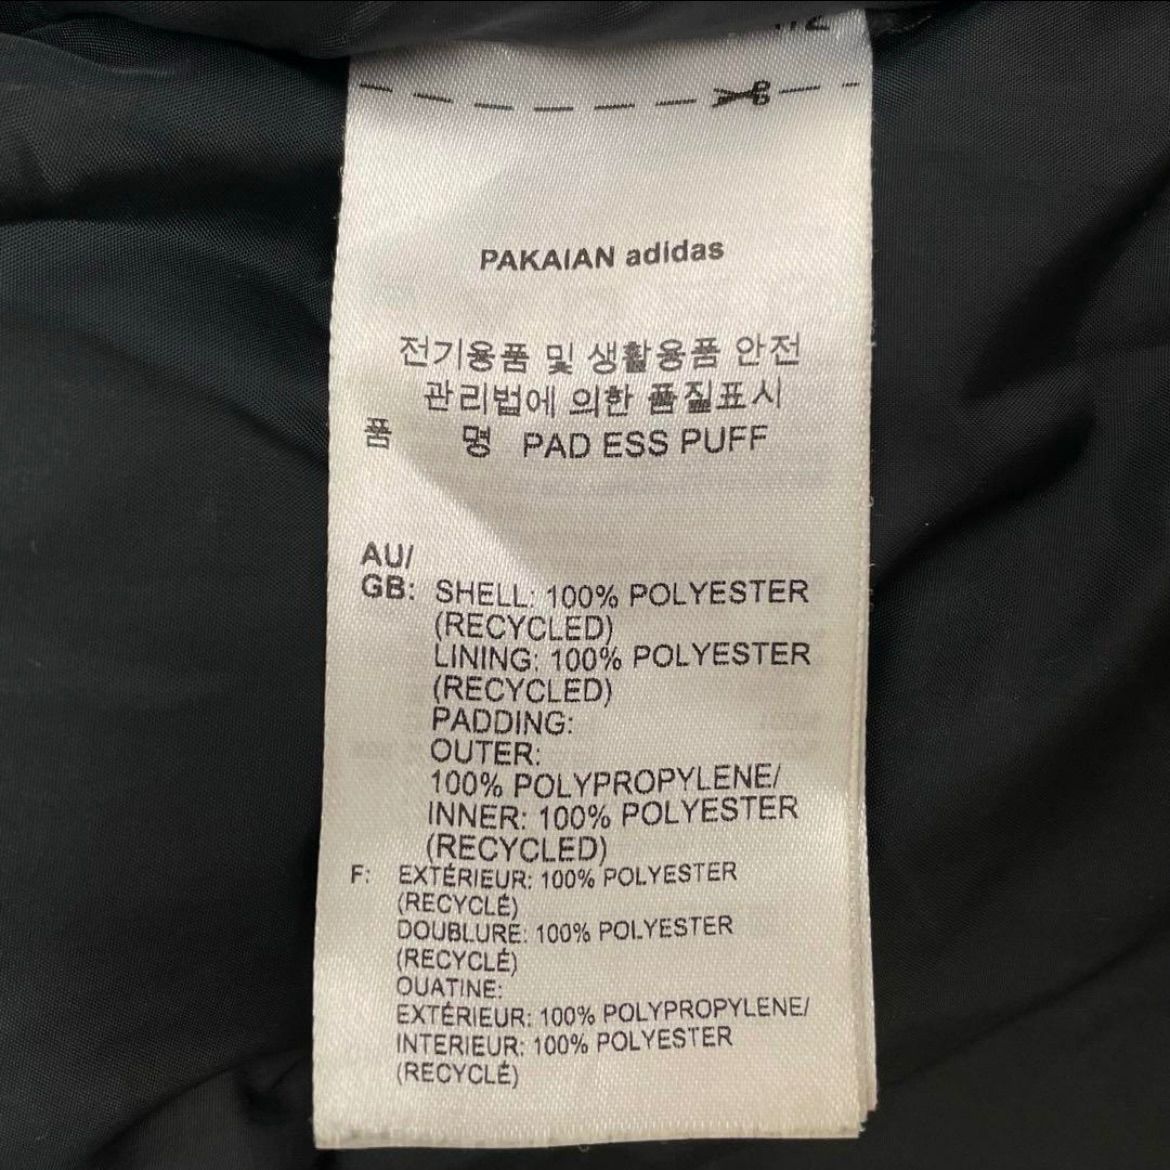 PAKAIAN adidas
전기용품 및 생활용품 안전
관리법에 의한 품질표시
품 명 PAD ESS PUFF
AU/
GB: SHELL: 100% POLYESTER
(RECYCLED)
LINING: 100% POLYESTER
(RECYCLED)
PADDING:
OUTER:
100% POLYPROPYLENE/
INNER: 100% POLYESTER
(RECYCLED)
F: EXTÉRIEUR: 100% POLYESTER
(RECYCLÉ)
DOUBLURE: 100% POLYESTER
(RECYCLÉ)
OUATINE:
EXTÉRIEUR: 100% POLYPROPYLENE/
INTERIEUR: 100% POLYESTER
(RECYCLÉ)